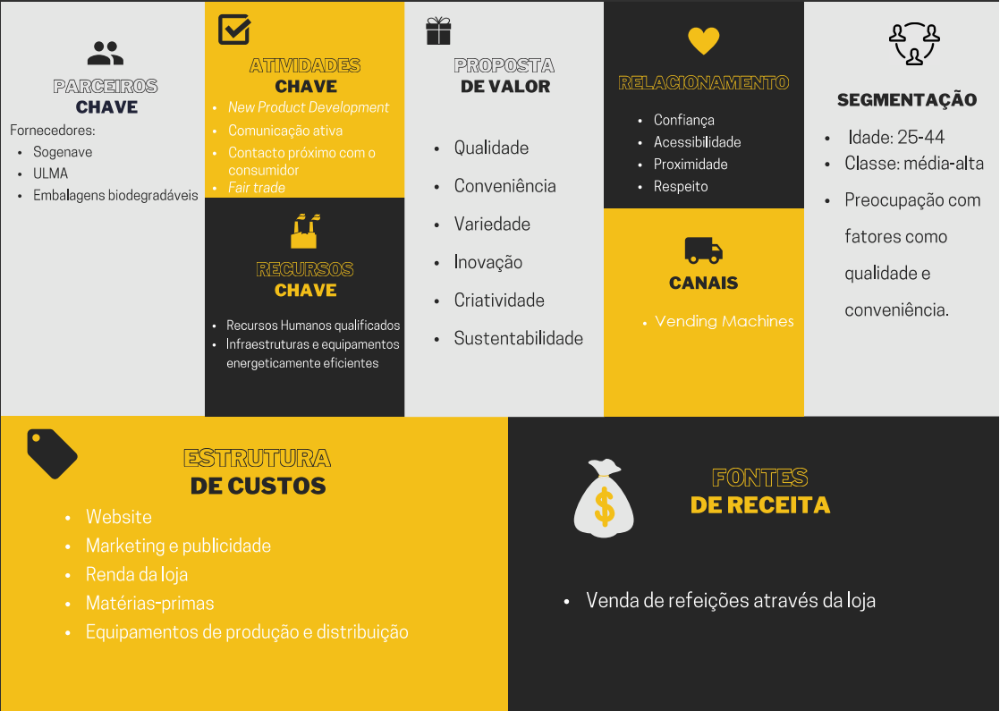 PARCEIROS
CHAVE
Fornecedores:
• Sogenave
• ULMA
• Embalagens biodegradáveis
ATIVIDADES
CHAVE
• New Product Development
• Comunicação ativa
• Contacto próximo com o
consumidor
• Fair trade
RECURSOS
CHAVE
• Recursos Humanos qualificados
• Infraestruturas e equipamentos
energeticamente eficientes
PROPOSTA
DE VALOR
• Qualidade
• Conveniência
• Variedade
• Inovação
• Criatividade
• Sustentabilidade
RELACIONAMENTO
• Confiança
• Acessibilidade
• Proximidade
• Respeito
CANAIS
• Vending Machines
SEGMENTAÇÃO
• Idade: 25-44
• Classe: média-alta
• Preocupação com
fatores como
qualidade e
conveniência.
ESTRUTURA
DE CUSTOS
• Website
• Marketing e publicidade
• Renda da loja
• Matérias-primas
• Equipamentos de produção e distribuição
$
FONTES
DE RECEITA
• Venda de refeições através da loja